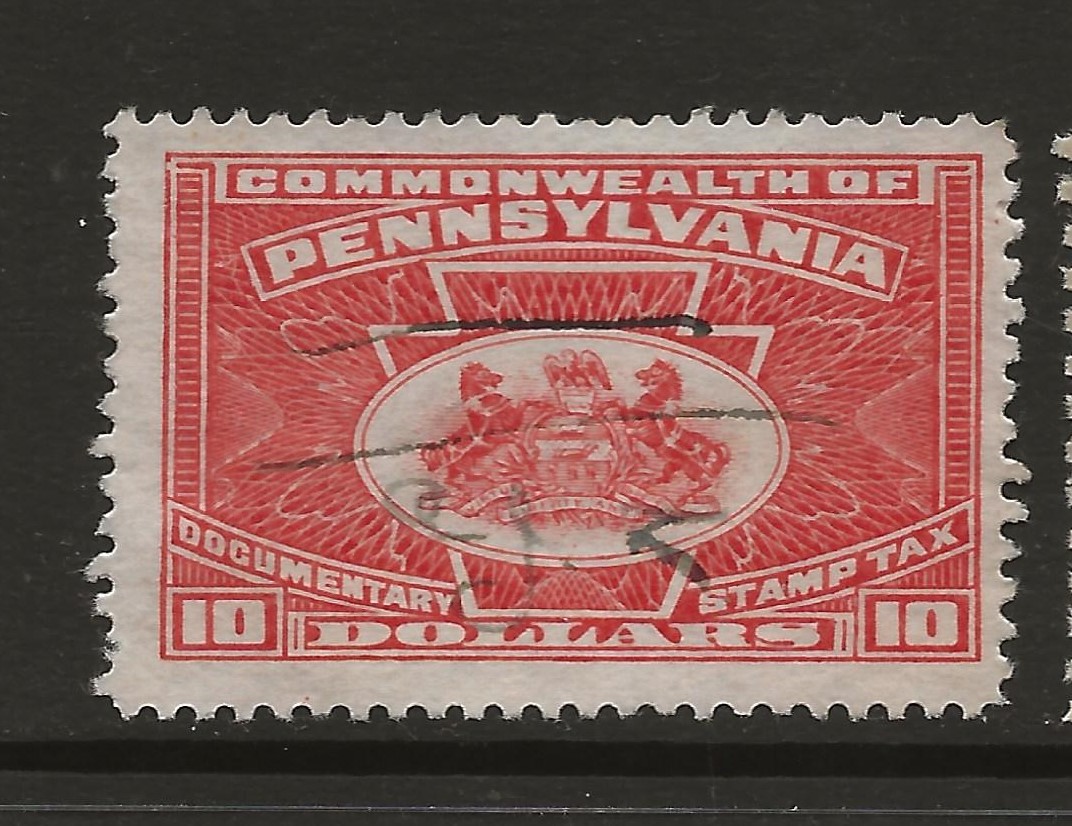 COMMONWEALTH OF
PENNSYLVANIA
DOCUMENTARY STAMP TAX
10 DOLLARS 10